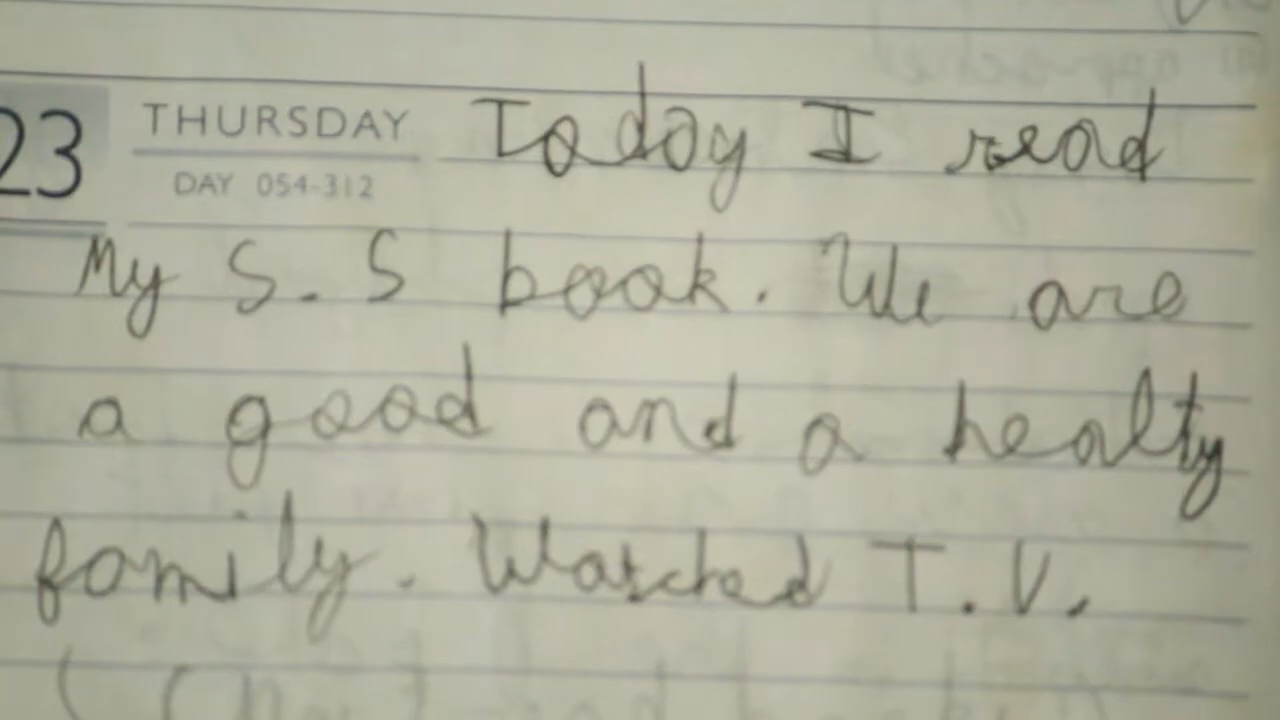 23 THURSDAY Today I read
DAY 054-312
My S. S book. We are
a good and a healty
family. Watched T.V.